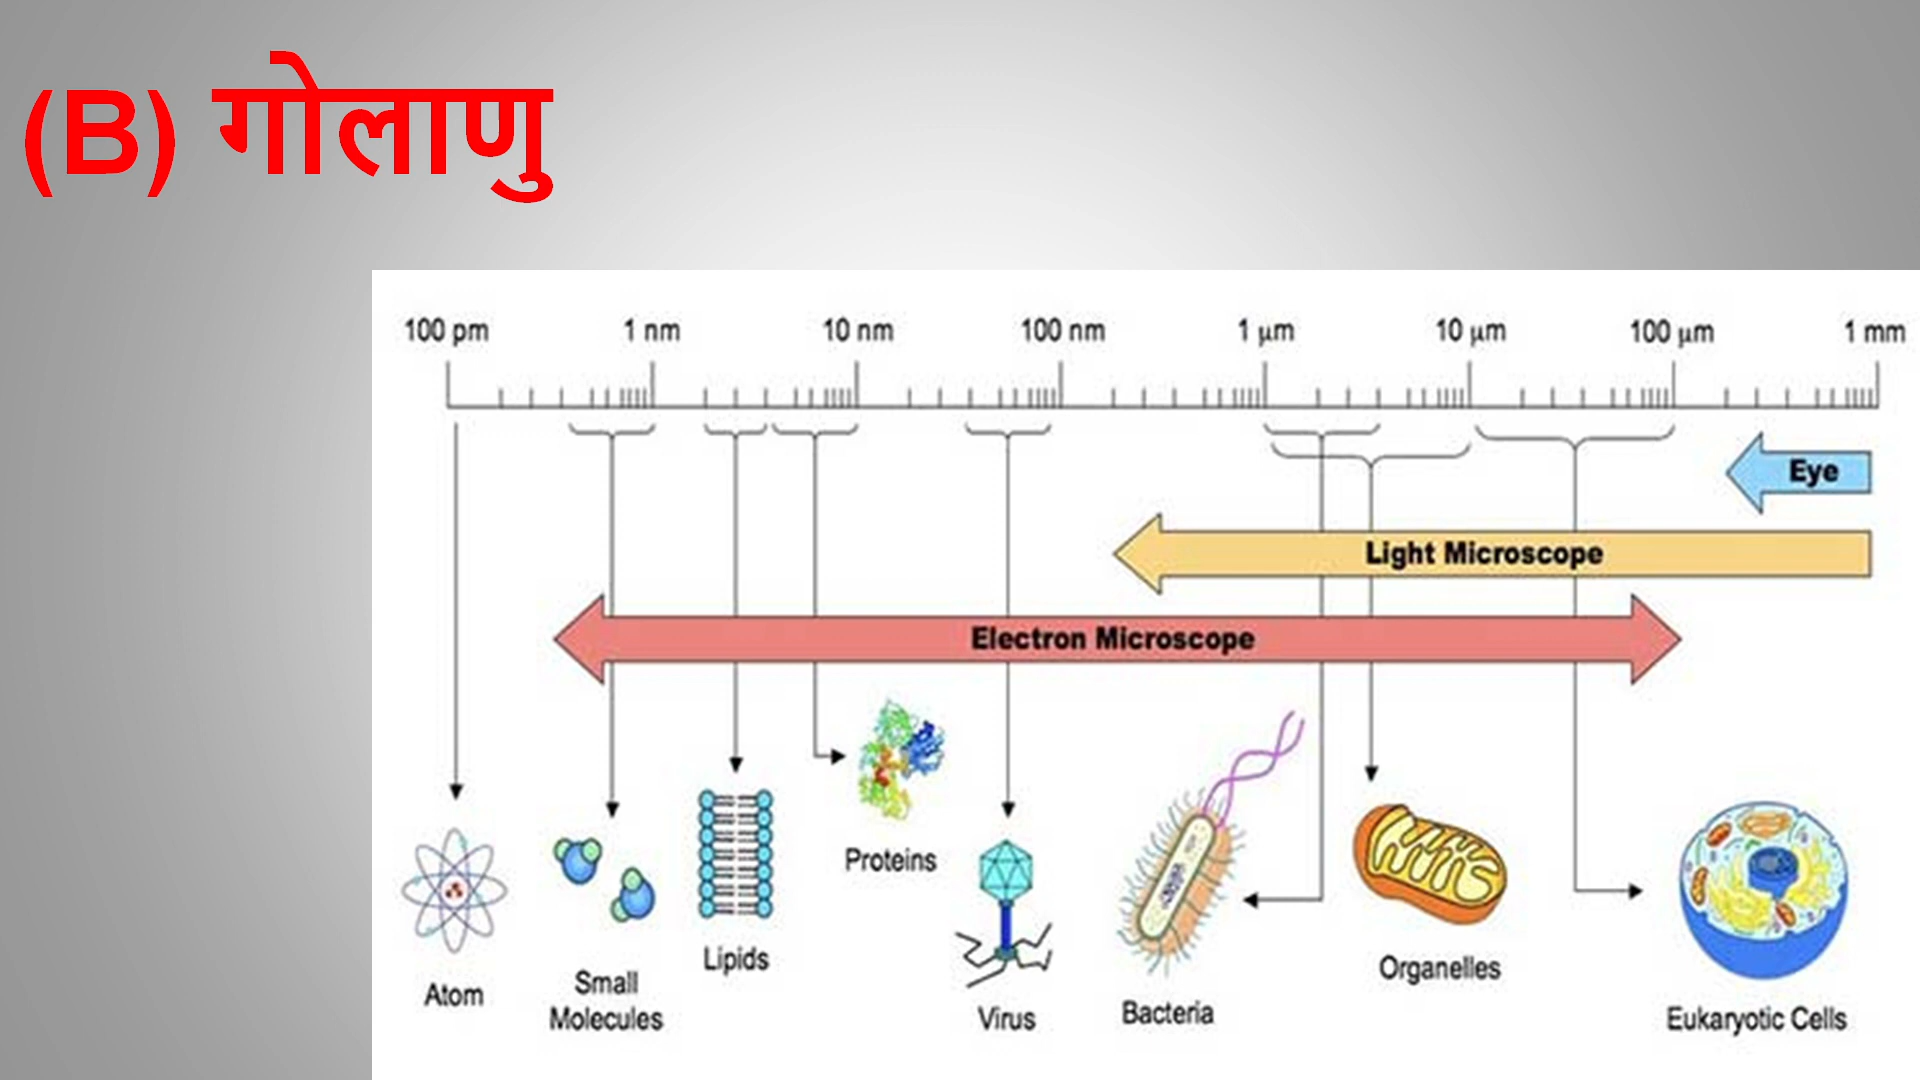 (B) गोलाणु
100 pm 1 nm 10 nm 100 nm 1 µm 10 µm 100 µm 1 mm
Eye
Light Microscope
Electron Microscope
Proteins
Lipids
Organelles
Atom
Small
Molecules
Virus
Bacteria
Eukaryotic Cells